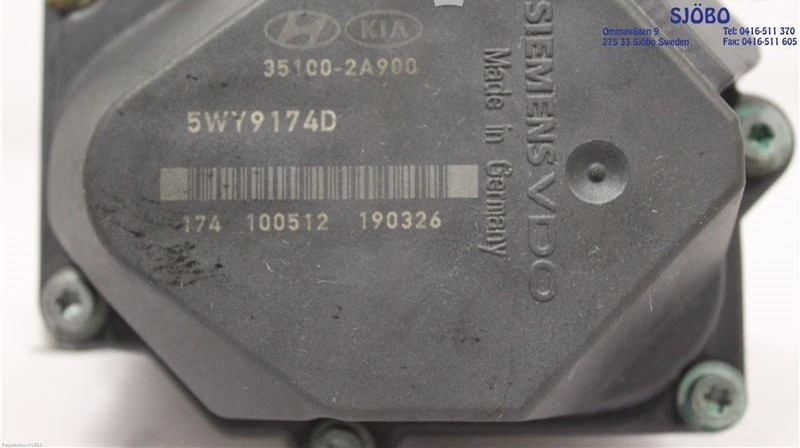 SJÖBO
Ommavägen 9
275 33 Sjöbo Sweden
Tel: 0416-511 370
Fax: 0416-511 605
HYUNDAI KIA
35100-2A900
5WY9174D
174 100512 190326
Made in Germany
SIEMENS VDO